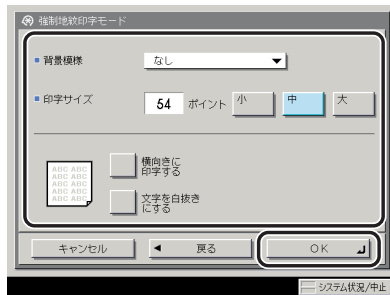 強制地紋印字モード
背景模様 なし
印字サイズ 54 ポイント 小 中 大
ABC ABC
ABC ABC
ABC ABC
ABC ABC
ABC ABC
横向きに
印字する
文字を白抜き
にする
キャンセル 戻る OK
システム状況/中止